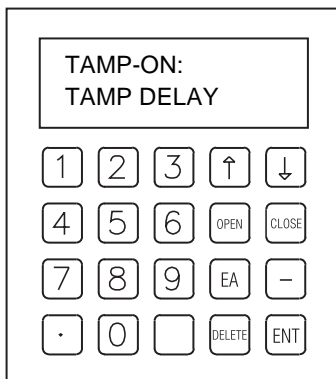 TAMP-ON:
TAMP DELAY
1 2 3 ↑ ↓
4 5 6 OPEN CLOSE
7 8 9 EA –
· 0 DELETE ENT